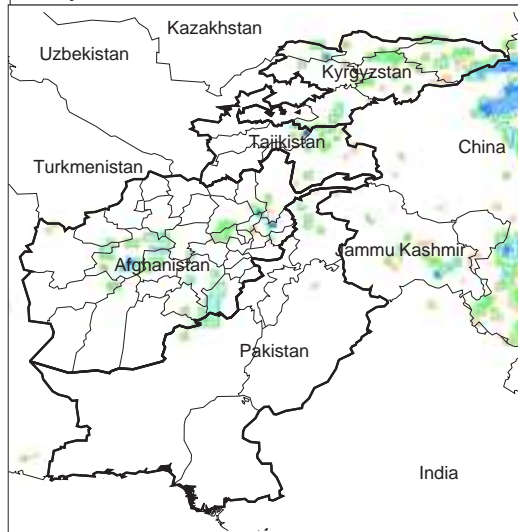 Kazakhstan
Uzbekistan
Kyrgyzstan
Tajikistan
China
Turkmenistan
Jammu Kashmir
Afghanistan
Pakistan
India